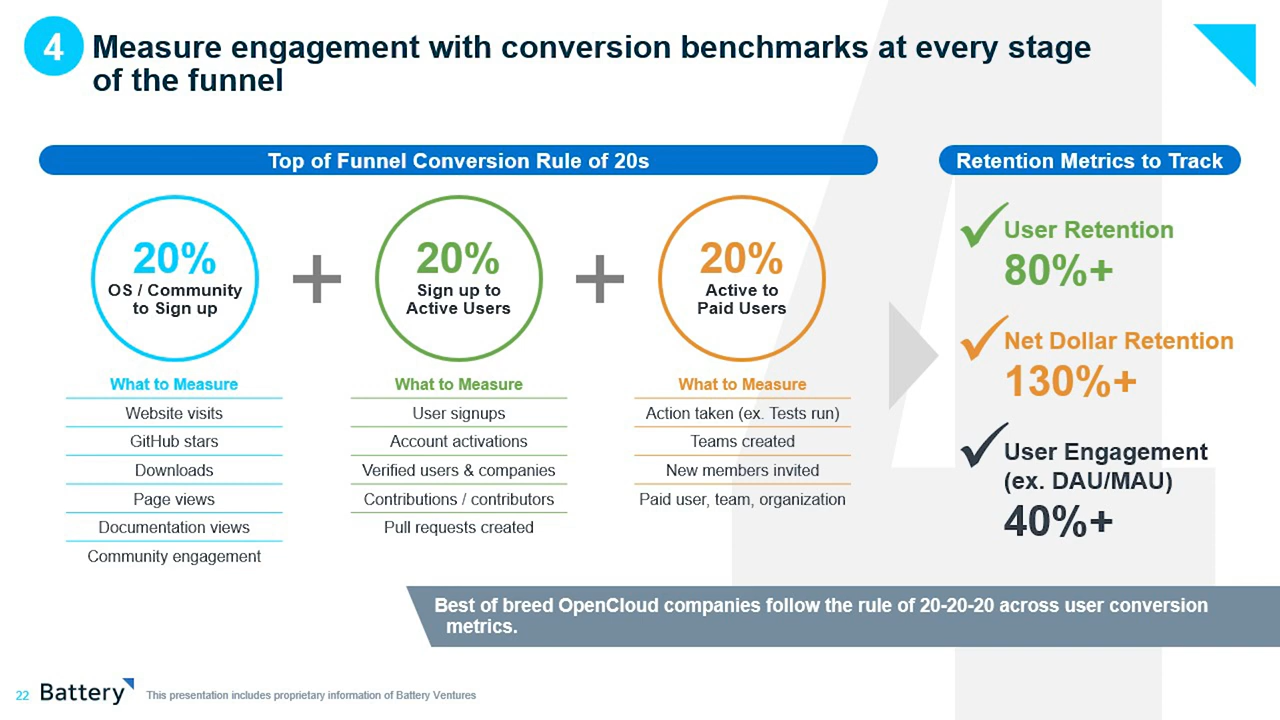 4
Measure engagement with conversion benchmarks at every stage
of the funnel
Top of Funnel Conversion Rule of 20s
20%
OS / Community
to Sign up
+
20%
Sign up to
Active Users
+
20%
Active to
Paid Users
What to Measure
Website visits
GitHub stars
Downloads
Page views
Documentation views
Community engagement
What to Measure
User signups
Account activations
Verified users & companies
Contributions / contributors
Pull requests created
What to Measure
Action taken (ex. Tests run)
Teams created
New members invited
Paid user, team, organization
Retention Metrics to Track
User Retention
80%+
Net Dollar Retention
130%+
User Engagement
(ex. DAU/MAU)
40%+
Best of breed OpenCloud companies follow the rule of 20-20-20 across user conversion
metrics.
22
Battery
This presentation includes proprietary information of Battery Ventures